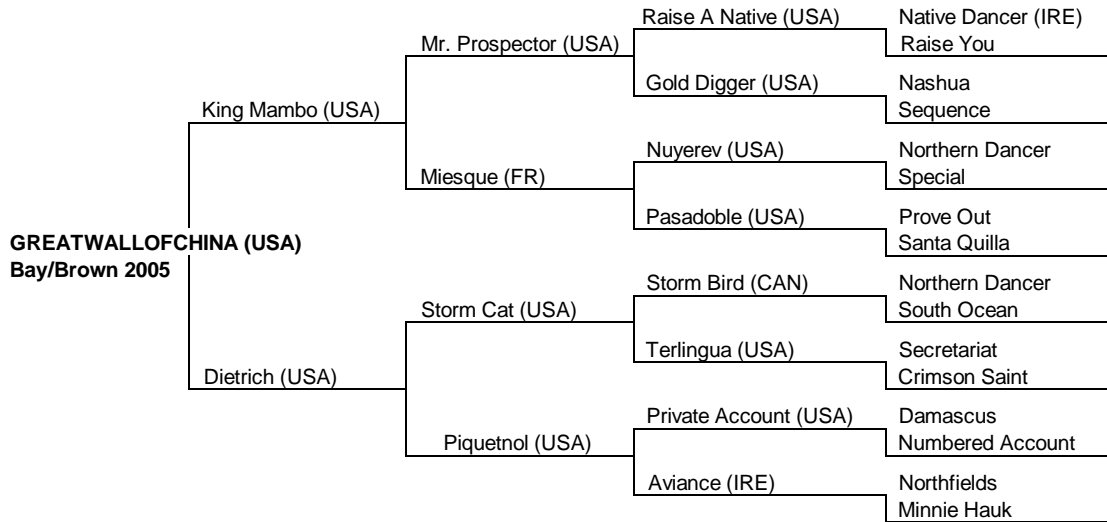 Raise A Native (USA) Native Dancer (IRE)
Mr. Prospector (USA) Raise You
Gold Digger (USA) Nashua
King Mambo (USA) Sequence
Nuyerev (USA) Northern Dancer
Miesque (FR) Special
Pasadoble (USA) Prove Out
GREATWALLOFCHINA (USA) Santa Quilla
Bay/Brown 2005
Storm Bird (CAN) Northern Dancer
Storm Cat (USA) South Ocean
Terlingua (USA) Secretariat
Dietrich (USA) Crimson Saint
Private Account (USA) Damascus
Piquetnol (USA) Numbered Account
Aviance (IRE) Northfields
Minnie Hauk